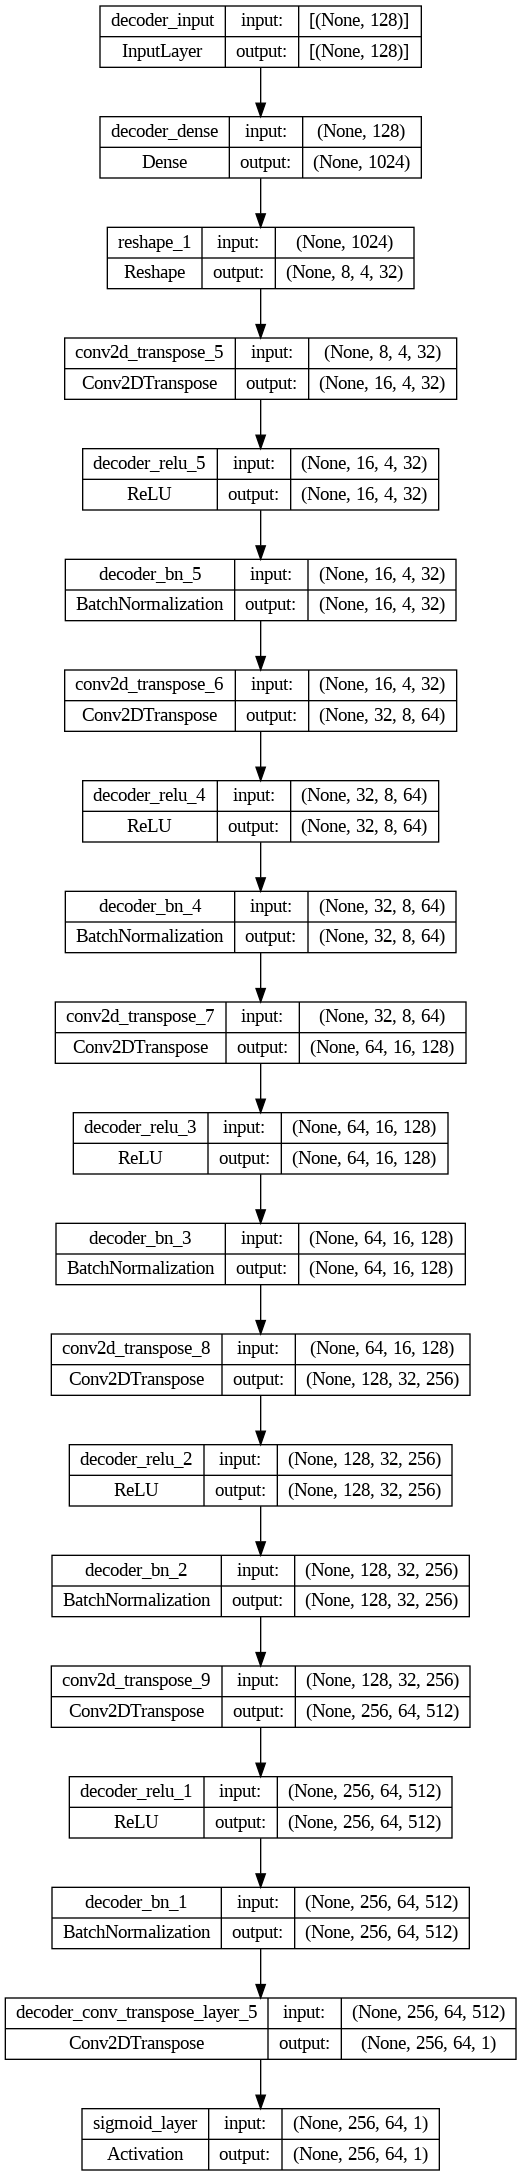 decoder_input input: [(None, 128)]
InputLayer output: [(None, 128)]
decoder_dense input: (None, 128)
Dense output: (None, 1024)
reshape_1 input: (None, 1024)
Reshape output: (None, 8, 4, 32)
conv2d_transpose_5 input: (None, 8, 4, 32)
Conv2DTranspose output: (None, 16, 4, 32)
decoder_relu_5 input: (None, 16, 4, 32)
ReLU output: (None, 16, 4, 32)
decoder_bn_5 input: (None, 16, 4, 32)
BatchNormalization output: (None, 16, 4, 32)
conv2d_transpose_6 input: (None, 16, 4, 32)
Conv2DTranspose output: (None, 32, 8, 64)
decoder_relu_4 input: (None, 32, 8, 64)
ReLU output: (None, 32, 8, 64)
decoder_bn_4 input: (None, 32, 8, 64)
BatchNormalization output: (None, 32, 8, 64)
conv2d_transpose_7 input: (None, 32, 8, 64)
Conv2DTranspose output: (None, 64, 16, 128)
decoder_relu_3 input: (None, 64, 16, 128)
ReLU output: (None, 64, 16, 128)
decoder_bn_3 input: (None, 64, 16, 128)
BatchNormalization output: (None, 64, 16, 128)
conv2d_transpose_8 input: (None, 64, 16, 128)
Conv2DTranspose output: (None, 128, 32, 256)
decoder_relu_2 input: (None, 128, 32, 256)
ReLU output: (None, 128, 32, 256)
decoder_bn_2 input: (None, 128, 32, 256)
BatchNormalization output: (None, 128, 32, 256)
conv2d_transpose_9 input: (None, 128, 32, 256)
Conv2DTranspose output: (None, 256, 64, 512)
decoder_relu_1 input: (None, 256, 64, 512)
ReLU output: (None, 256, 64, 512)
decoder_bn_1 input: (None, 256, 64, 512)
BatchNormalization output: (None, 256, 64, 512)
decoder_conv_transpose_layer_5 input: (None, 256, 64, 512)
Conv2DTranspose output: (None, 256, 64, 1)
sigmoid_layer input: (None, 256, 64, 1)
Activation output: (None, 256, 64, 1)